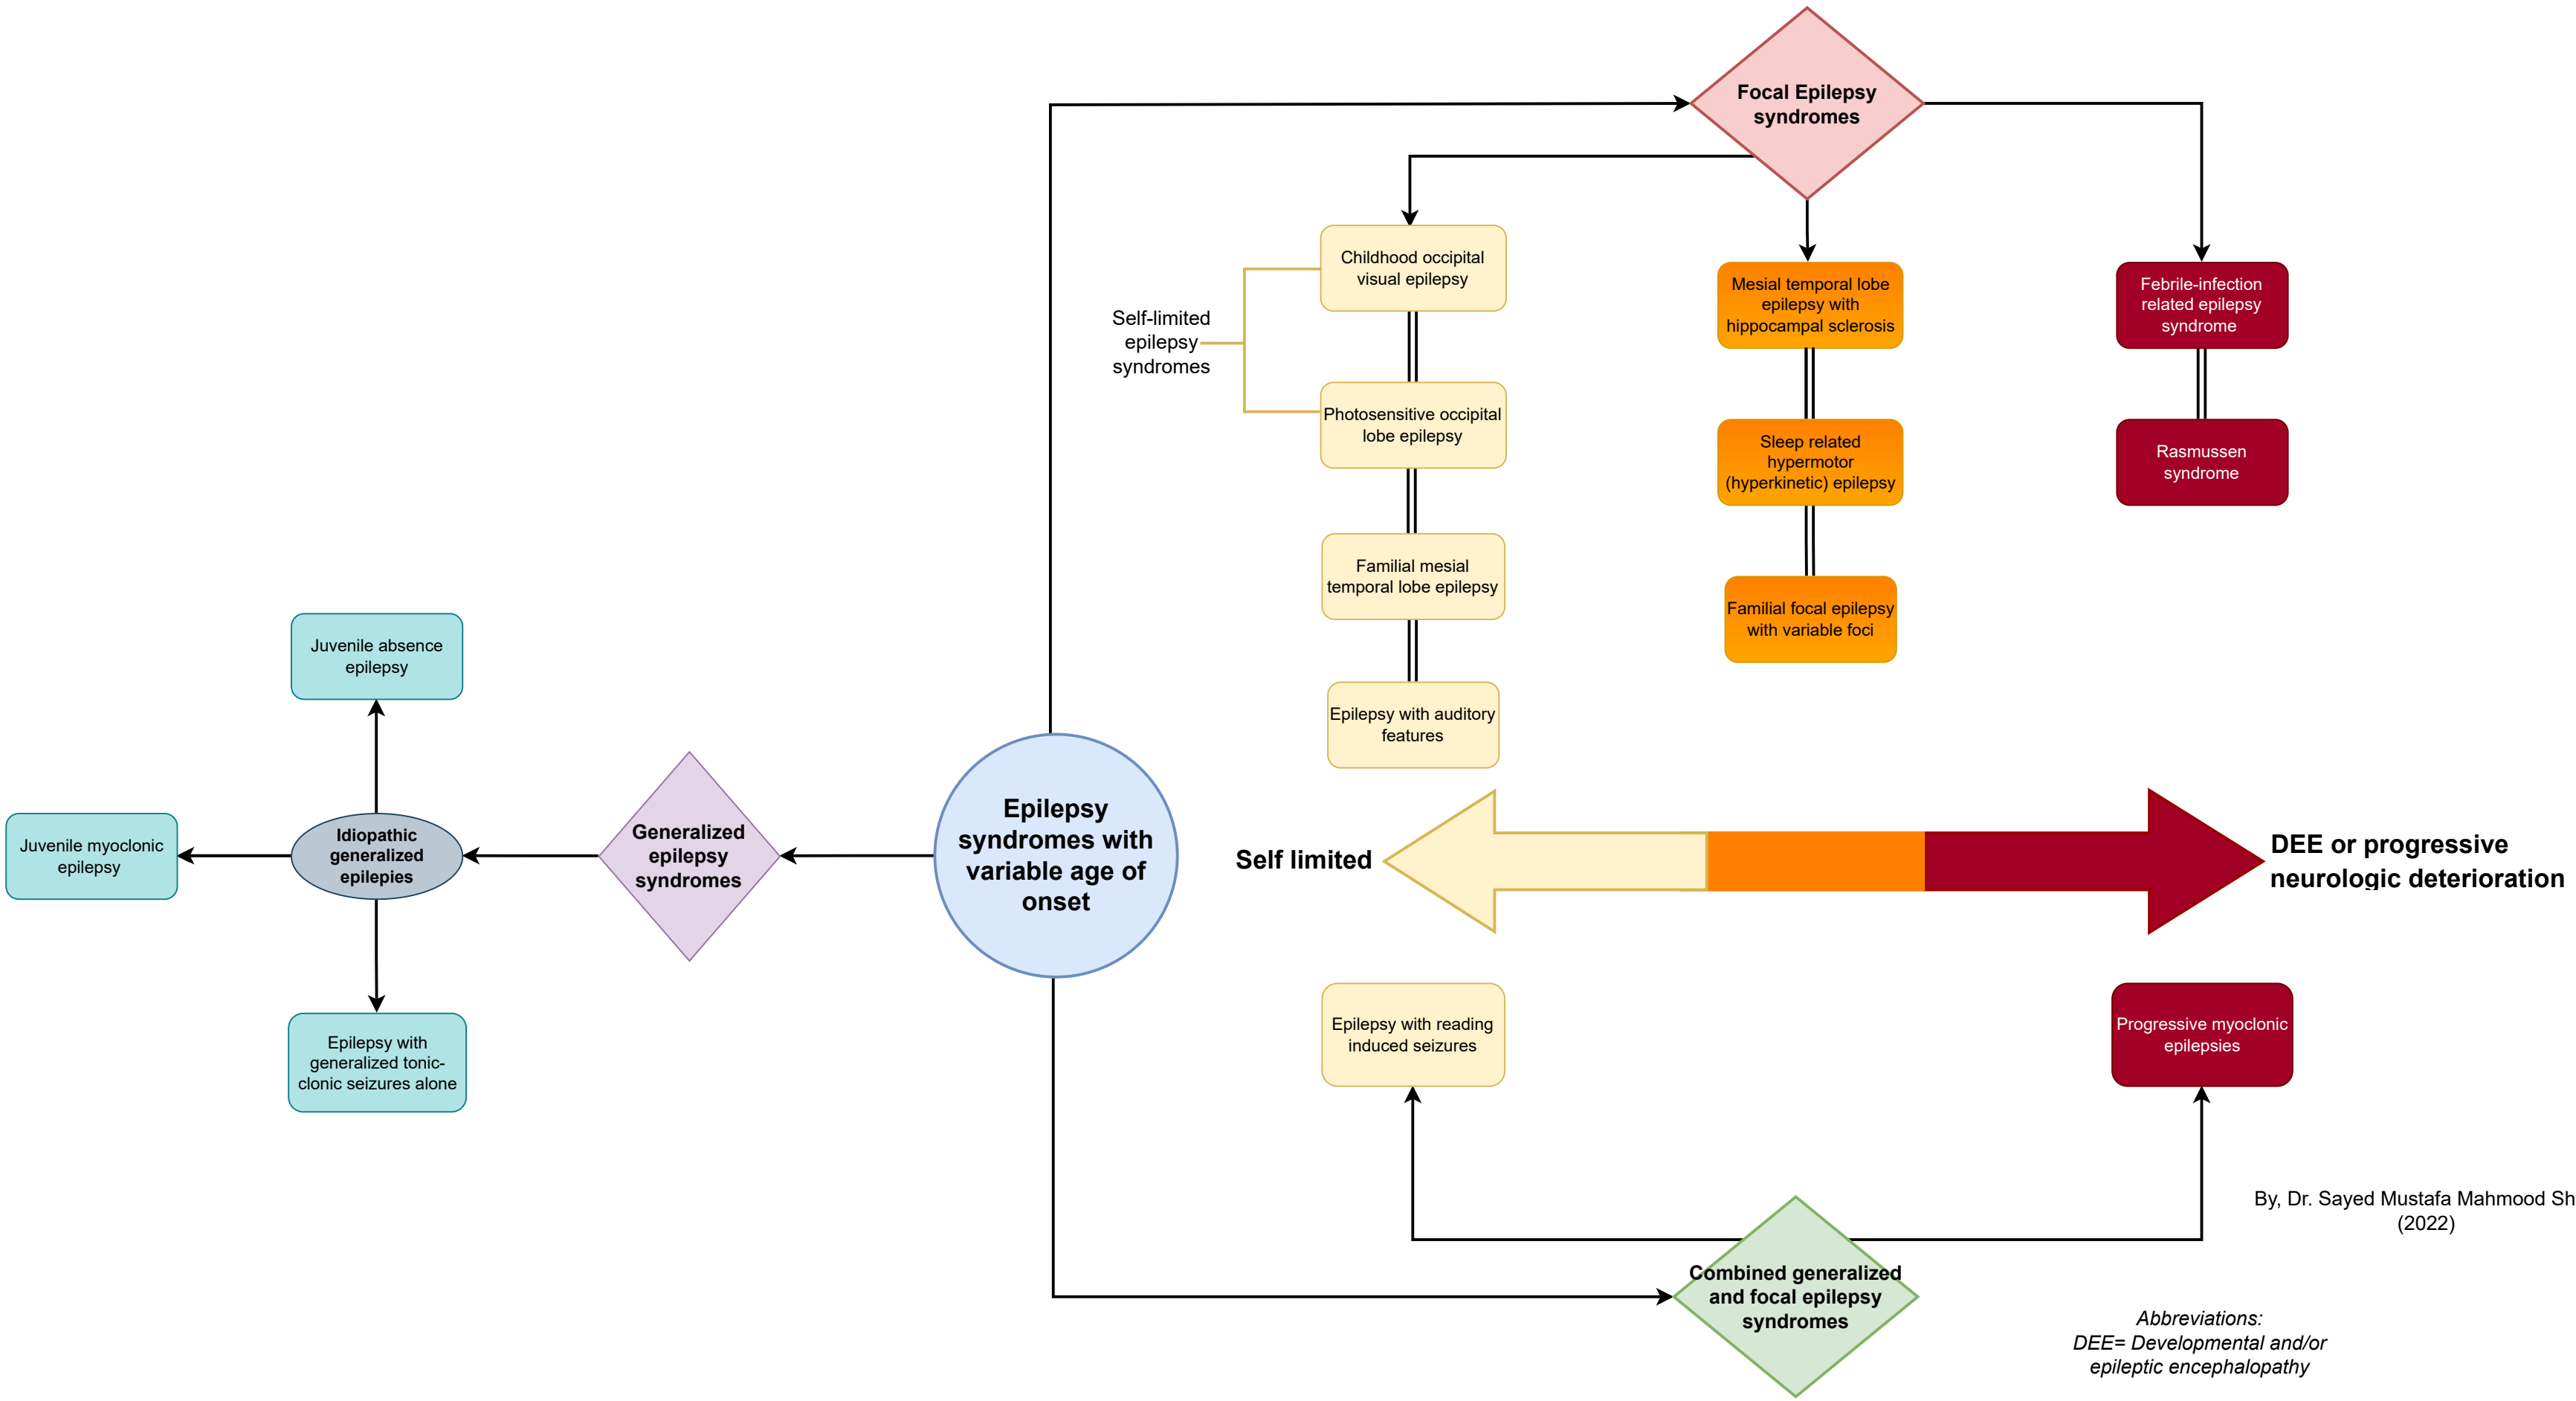 Focal Epilepsy
syndromes
Childhood occipital
visual epilepsy
Self-limited
epilepsy
syndromes
Photosensitive occipital
lobe epilepsy
Familial mesial
temporal lobe epilepsy
Epilepsy with auditory
features
Mesial temporal lobe
epilepsy with
hippocampal sclerosis
Sleep related
hypermotor
(hyperkinetic) epilepsy
Familial focal epilepsy
with variable foci
Febrile-infection
related epilepsy
syndrome
Rasmussen
syndrome
Juvenile absence
epilepsy
Juvenile myoclonic
epilepsy
Idiopathic
generalized
epilepies
Epilepsy with
generalized tonic-
clonic seizures alone
Generalized
epilepsy
syndromes
Epilepsy
syndromes with
variable age of
onset
Self limited
DEE or progressive
neurologic deterioration
Epilepsy with reading
induced seizures
Progressive myoclonic
epilepsies
Combined generalized
and focal epilepsy
syndromes
By, Dr. Sayed Mustafa Mahmood Sh
(2022)
Abbreviations:
DEE= Developmental and/or
epileptic encephalopathy